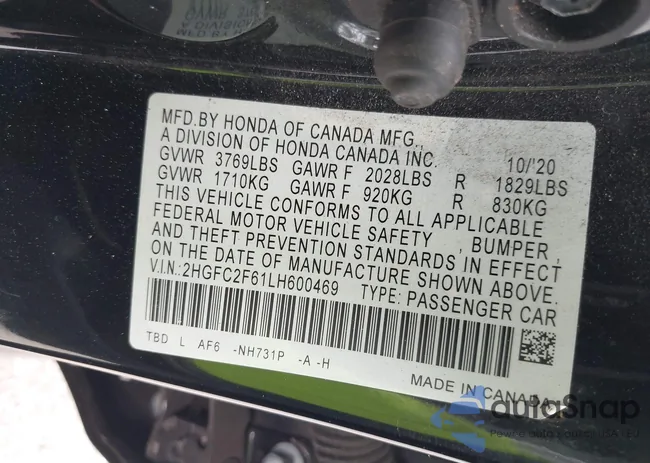 MFD.BY HONDA OF CANADA MFG.,
A DIVISION OF HONDA CANADA INC. 10/'20
GVWR 3769LBS GAWR F 2028LBS R 1829LBS
GVWR 1710KG GAWR F 920KG R 830KG
THIS VEHICLE CONFORMS TO ALL APPLICABLE
FEDERAL MOTOR VEHICLE SAFETY , BUMPER,
AND THEFT PREVENTION STANDARDS IN EFFECT
ON THE DATE OF MANUFACTURE SHOWN ABOVE.
V.I.N.:2HGFC2F61LH600469 TYPE: PASSENGER CAR
TBD L AF6 -NH731P -A -H
MADE IN CANADA
autoSnap